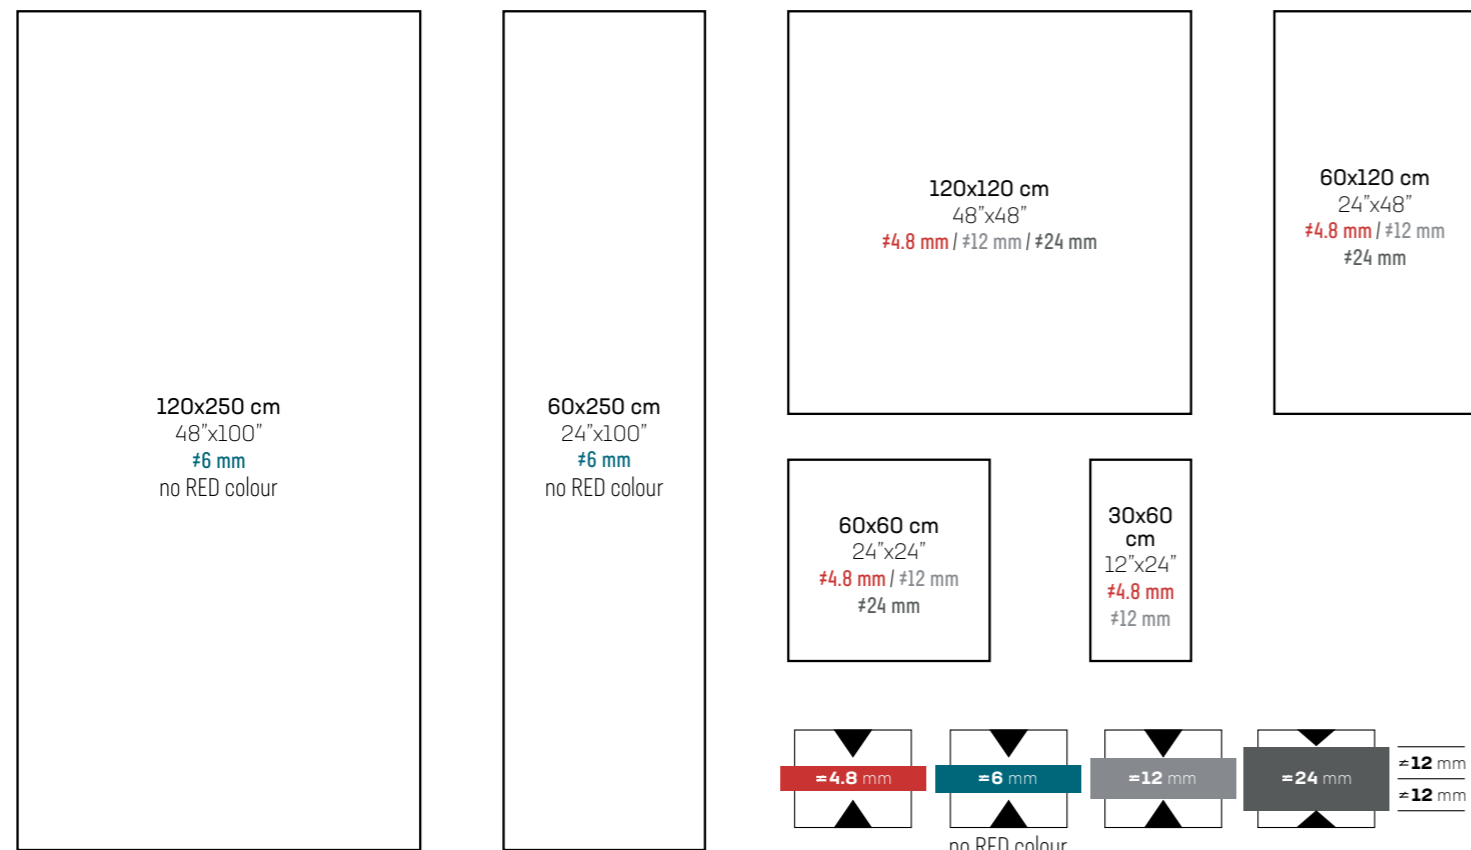 120x250 cm
48”x100”
≠6 mm
no RED colour
60x250 cm
24”x100”
≠6 mm
no RED colour
120x120 cm
48”x48”
≠4.8 mm / ≠12 mm / ≠24 mm
60x120 cm
24”x48”
≠4.8 mm / ≠12 mm
≠24 mm
60x60 cm
24”x24”
≠4.8 mm / ≠12 mm
≠24 mm
30x60
cm
12”x24”
≠4.8 mm
≠12 mm
≠4.8 mm
≠6 mm
no RED colour
≠12 mm
≠24 mm
≠12 mm
≠12 mm